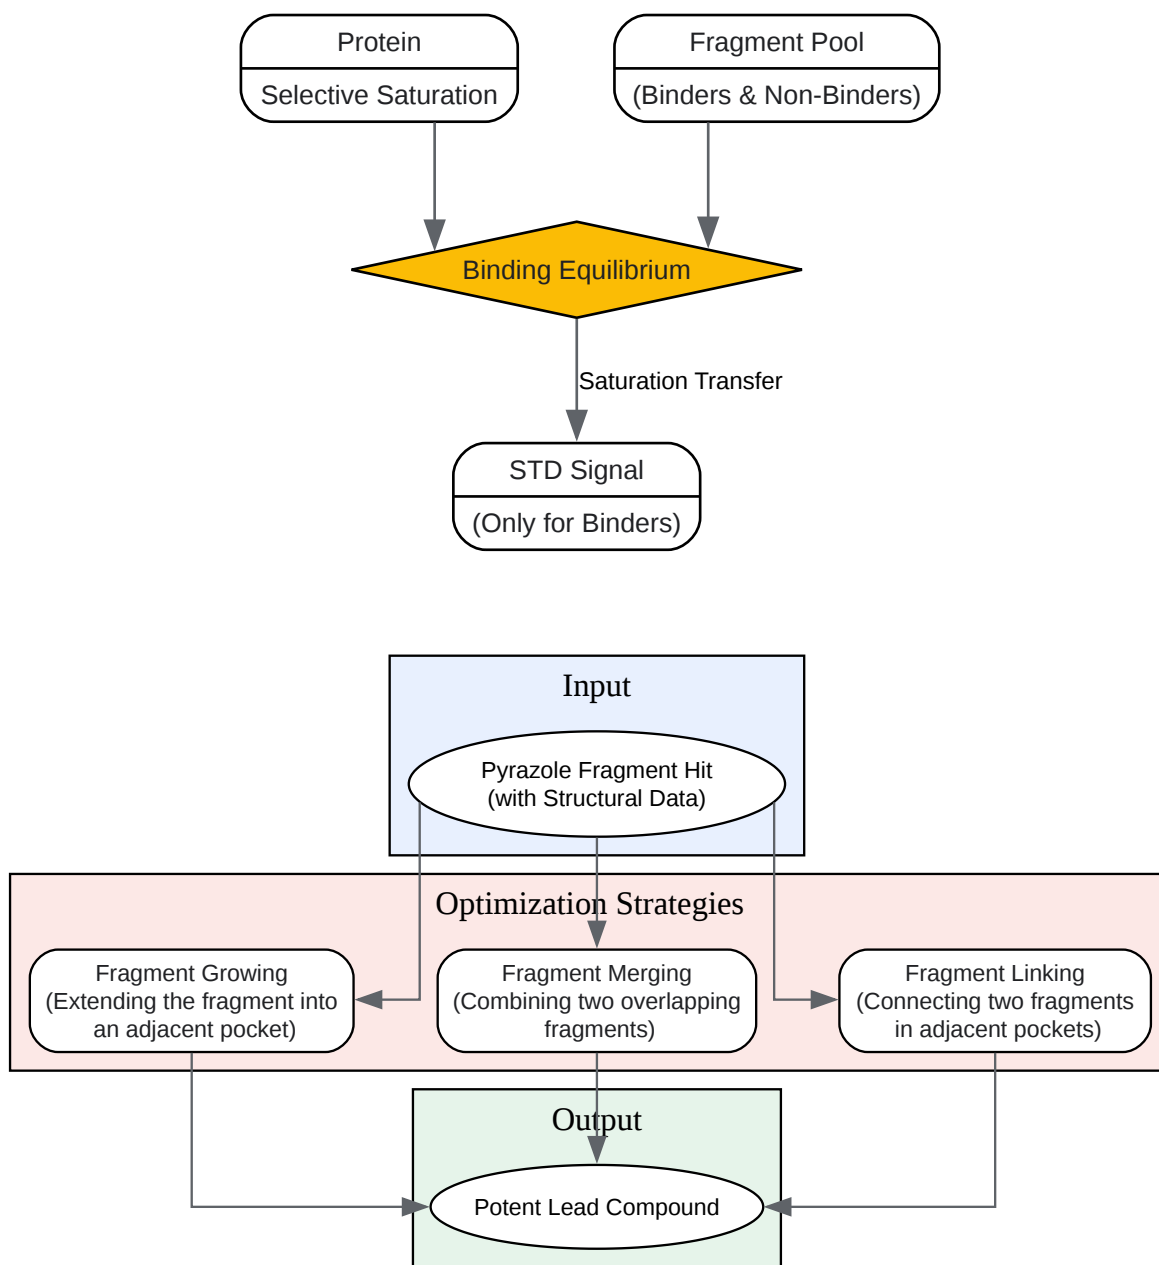 Protein
Selective Saturation
Fragment Pool
(Binders & Non-Binders)
Binding Equilibrium
Saturation Transfer
STD Signal
(Only for Binders)
Input
Pyrazole Fragment Hit
(with Structural Data)
Optimization Strategies
Fragment Growing
(Extending the fragment into
an adjacent pocket)
Fragment Merging
(Combining two overlapping
fragments)
Fragment Linking
(Connecting two fragments
in adjacent pockets)
Output
Potent Lead Compound